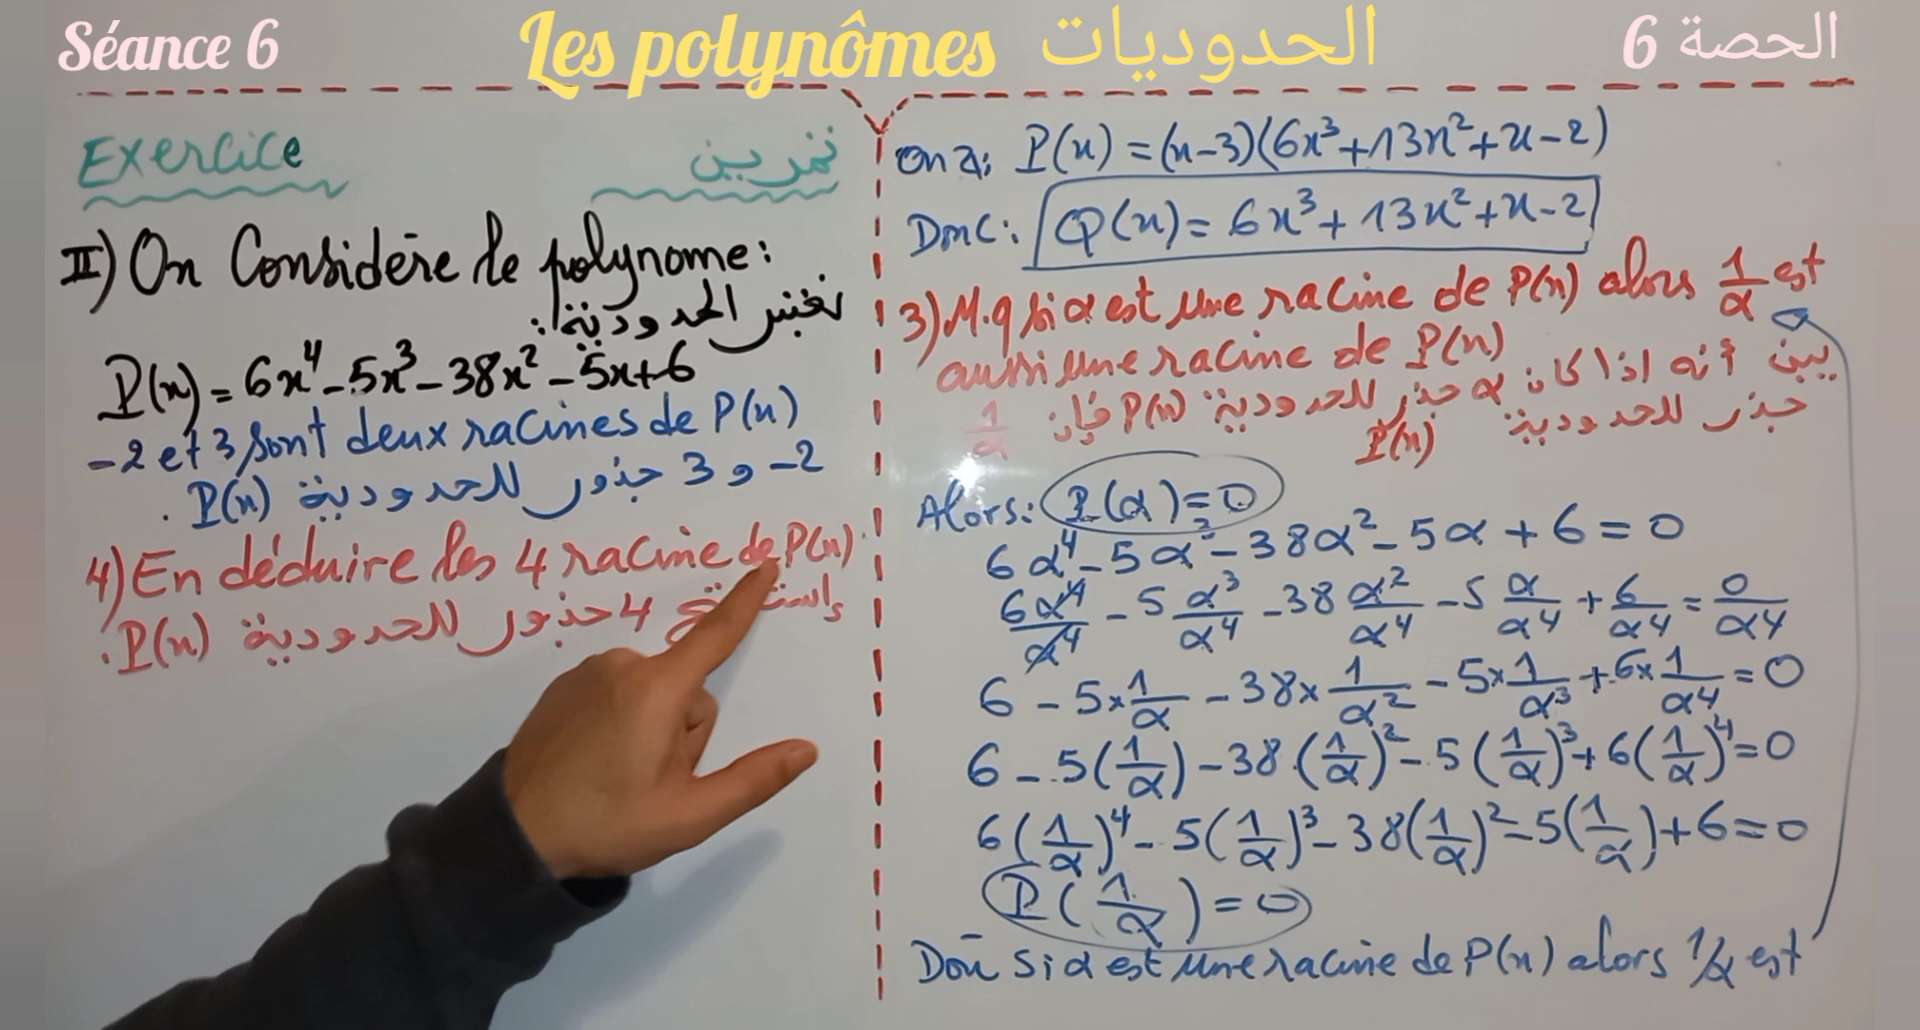 Séance 6
Les polynômes الحدوديات
الحصة 6
Exercice تمرين
II) On Considère le polynome:
نعتبر الحدودية:
P(x) = 6x⁴ - 5x³ - 38x² - 5x + 6
-2 et 3 sont deux racines de P(x)
-2 و 3 جذور للحدودية P(x).
4) En déduire les 4 racine de P(x).
4 جذور للحدودية P(x).
on a: P(x) = (x-3)(6x³+13x²+x-2)
Donc: Q(x) = 6x³+13x²+x-2
3) M.q si α est une racine de P(x) alors 1/α est
aussi une racine de P(x)
بين أنه اذا كان α جذر للحدودية P(x) فإن 1/α
جذر للحدودية P(x)
Alors: P(α)=0
6α⁴-5α³-38α²-5α+6=0
6α⁴/α⁴ - 5 α³/α⁴ - 38 α²/α⁴ - 5 α/α⁴ + 6/α⁴ = 0/α⁴
6 - 5×1/α - 38×1/α² - 5×1/α³ + 6×1/α⁴ = 0
6 - 5(1/α) - 38(1/α)² - 5(1/α)³ + 6(1/α)⁴ = 0
6(1/α)⁴ - 5(1/α)³ - 38(1/α)² - 5(1/α) + 6 = 0
P(1/α) = 0
Doū si α est une racine de P(x) alors 1/α est